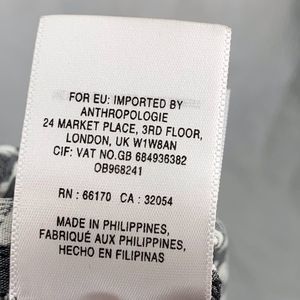 FOR EU: IMPORTED BY
ANTHROPOLOGIE
24 MARKET PLACE, 3RD FLOOR,
LONDON, UK W1W8AN
CIF: VAT NO.GB 684936382
OB968241
RN : 66170 CA : 32054
MADE IN PHILIPPINES,
FABRIQUÉ AUX PHILIPPINES,
HECHO EN FILIPINAS